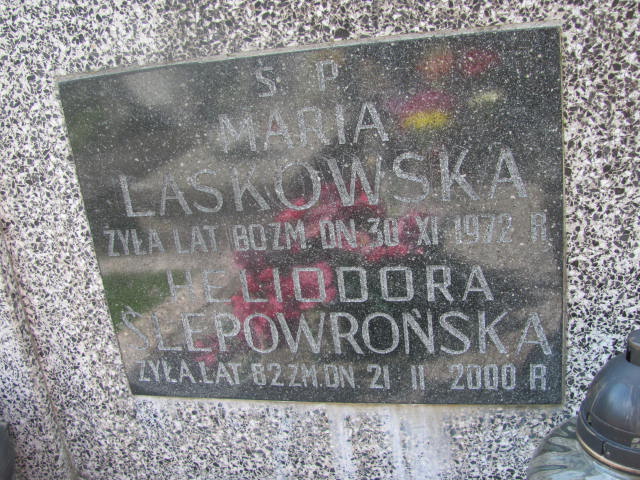 Ś P
MARIA
LASKOWSKA
ŻYŁA LAT 80 ZM. DN. 30 XI 1972 R
HELIODORA
ŚLEPOWROŃSKA
ŻYŁA LAT 82 ZM. DN. 21 II 2000 R